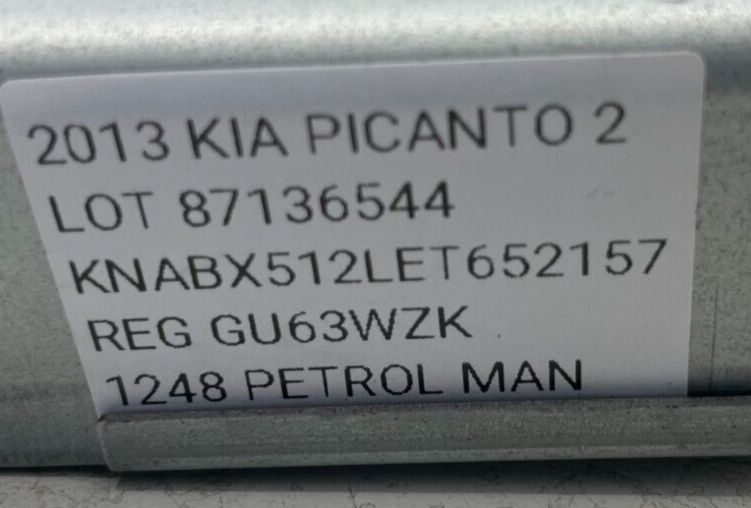 2013 KIA PICANTO 2
LOT 87136544
KNABX512LET652157
REG GU63WZK
1248 PETROL MAN